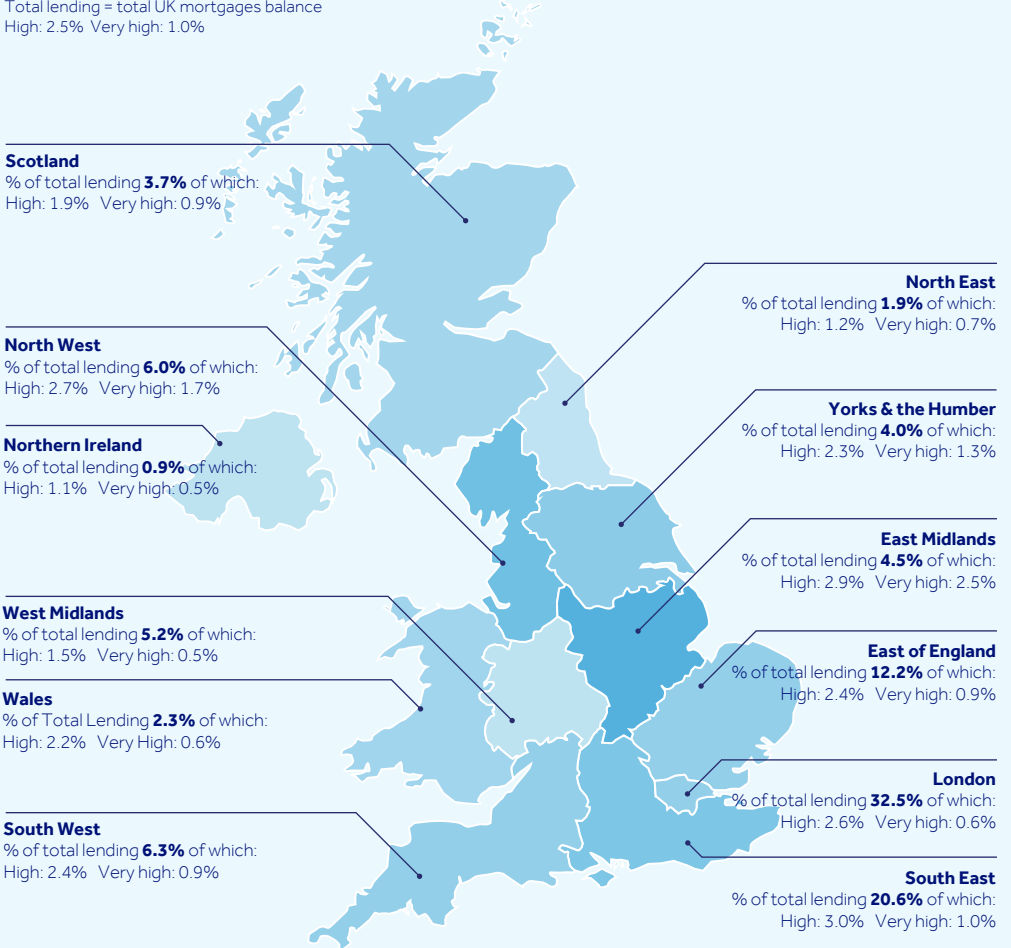 Total lending = total UK mortgages balance
High: 2.5% Very high: 1.0%
Scotland
% of total lending 3.7% of which:
High: 1.9% Very high: 0.9%
North East
% of total lending 1.9% of which:
High: 1.2% Very high: 0.7%
North West
% of total lending 6.0% of which:
High: 2.7% Very high: 1.7%
Yorks & the Humber
% of total lending 4.0% of which:
High: 2.3% Very high: 1.3%
Northern Ireland
% of total lending 0.9% of which:
High: 1.1% Very high: 0.5%
East Midlands
% of total lending 4.5% of which:
High: 2.9% Very high: 2.5%
West Midlands
% of total lending 5.2% of which:
High: 1.5% Very high: 0.5%
East of England
% of total lending 12.2% of which:
High: 2.4% Very high: 0.9%
Wales
% of Total Lending 2.3% of which:
High: 2.2% Very High: 0.6%
London
% of total lending 32.5% of which:
High: 2.6% Very high: 0.6%
South West
% of total lending 6.3% of which:
High: 2.4% Very high: 0.9%
South East
% of total lending 20.6% of which:
High: 3.0% Very high: 1.0%